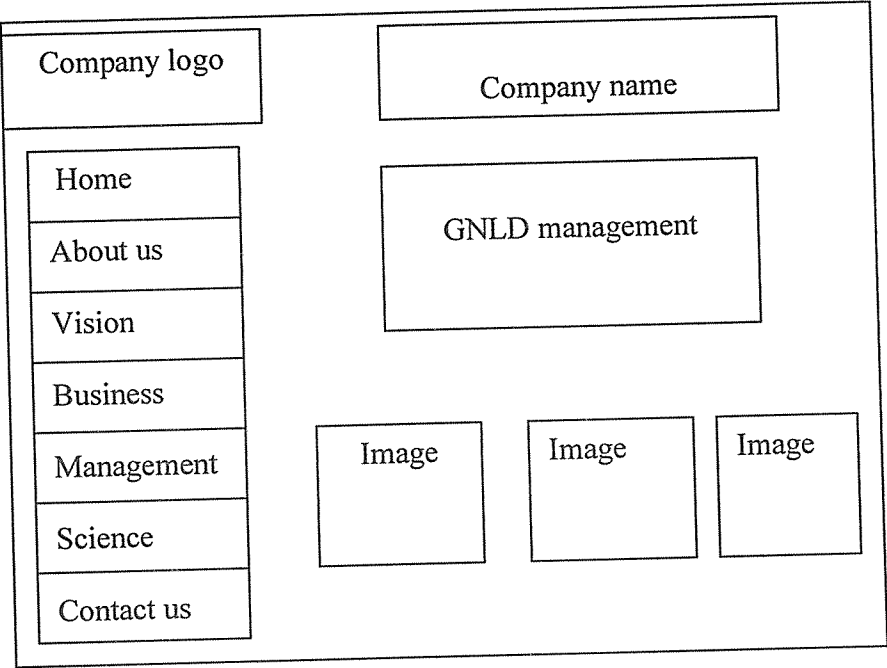 Company logo
Company name
Home
About us
Vision
Business
Management
Science
Contact us
GNLD management
Image
Image
Image